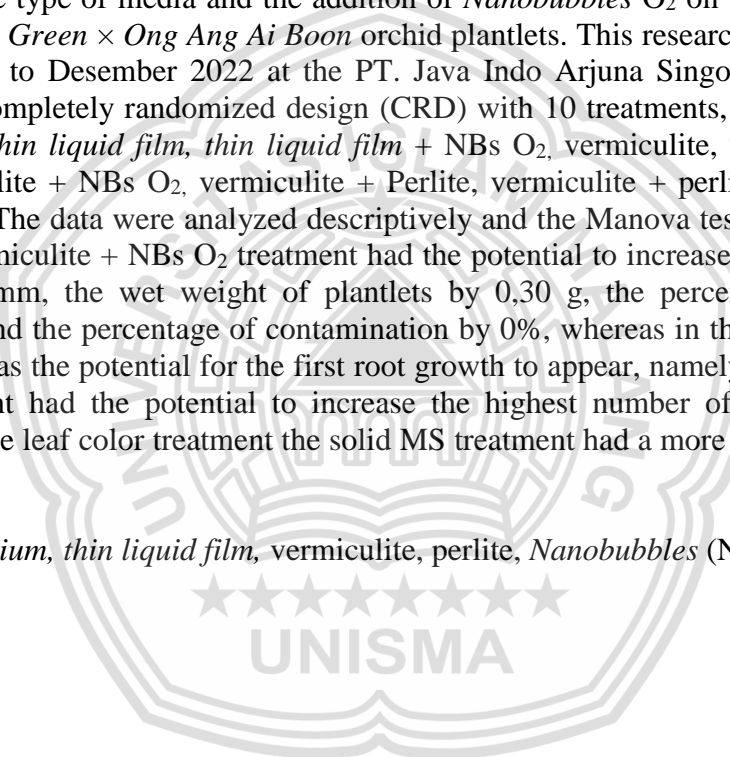 e type of media and the addition of Nanobubbles O₂ on
Green × Ong Ang Ai Boon orchid plantlets. This research
to Desember 2022 at the PT. Java Indo Arjuna Singo
ompletely randomized design (CRD) with 10 treatments,
hin liquid film, thin liquid film + NBs O₂, vermiculite,
lite + NBs O₂, vermiculite + Perlite, vermiculite + perli
The data were analyzed descriptively and the Manova tes
miculite + NBs O₂ treatment had the potential to increase
mm, the wet weight of plantlets by 0,30 g, the perce
nd the percentage of contamination by 0%, whereas in th
as the potential for the first root growth to appear, namely
nt had the potential to increase the highest number of
e leaf color treatment the solid MS treatment had a more
ium, thin liquid film, vermiculite, perlite, Nanobubbles (N
UNIVERSITAS ISLAM MALANG
UNISMA